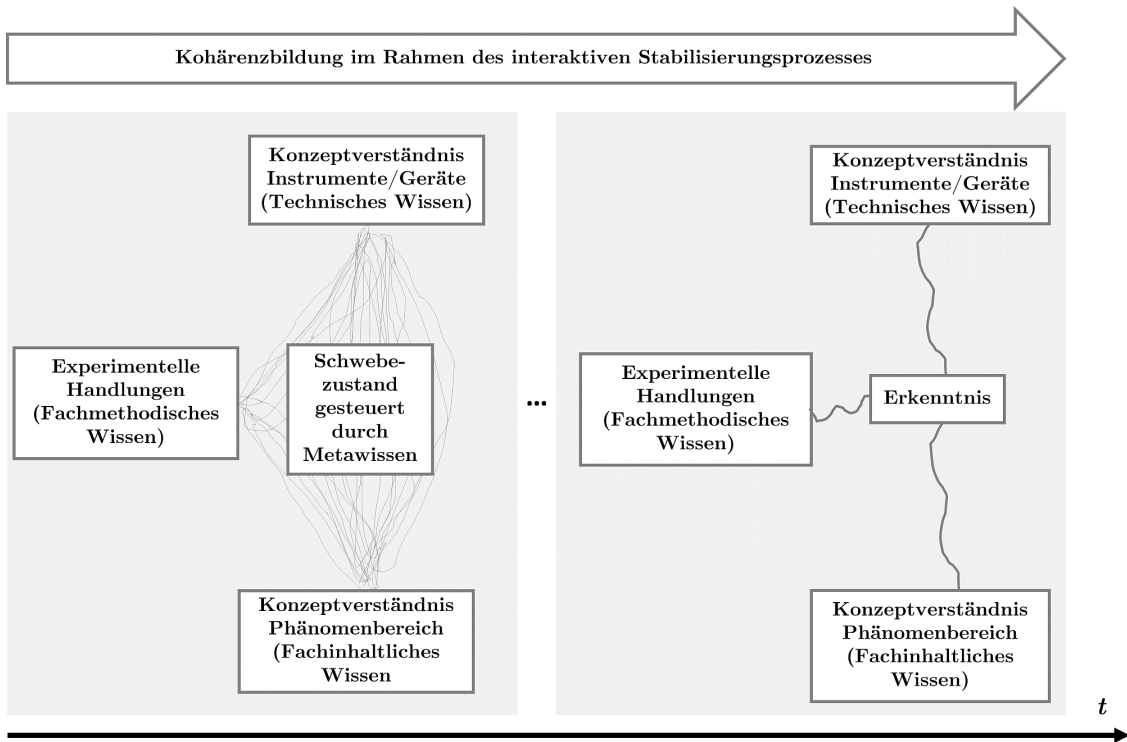 Kohärenzbildung im Rahmen des interaktiven Stabilisierungsprozesses
Konzeptverständnis
Instrumente/Geräte
(Technisches Wissen)
Experimentelle
Handlungen
(Fachmethodisches
Wissen)
Schwebe-
zustand
gesteuert
durch
Metawissen
Konzeptverständnis
Phänomenbereich
(Fachinhaltliches
Wissen
...
Konzeptverständnis
Instrumente/Geräte
(Technisches Wissen)
Experimentelle
Handlungen
(Fachmethodisches
Wissen)
Erkenntnis
Konzeptverständnis
Phänomenbereich
(Fachinhaltliches
Wissen)
t